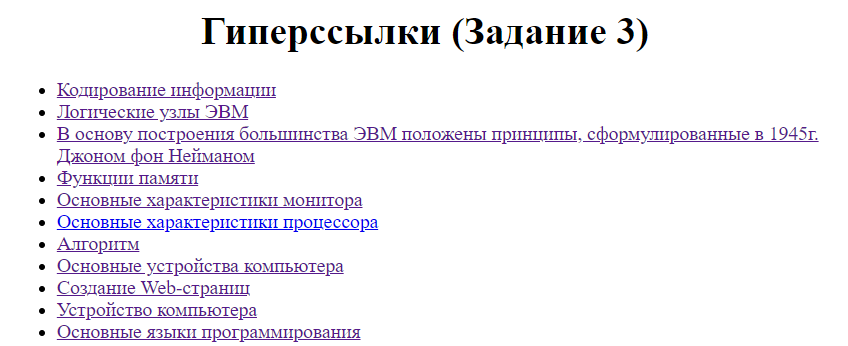 Гиперссылки (Задание 3)
Кодирование информации
Логические узлы ЭВМ
В основу построения большинства ЭВМ положены принципы, сформулированные в 1945г.
Джоном фон Нейманом
Функции памяти
Основные характеристики монитора
Основные характеристики процессора
Алгоритм
Основные устройства компьютера
Создание Web-страниц
Устройство компьютера
Основные языки программирования